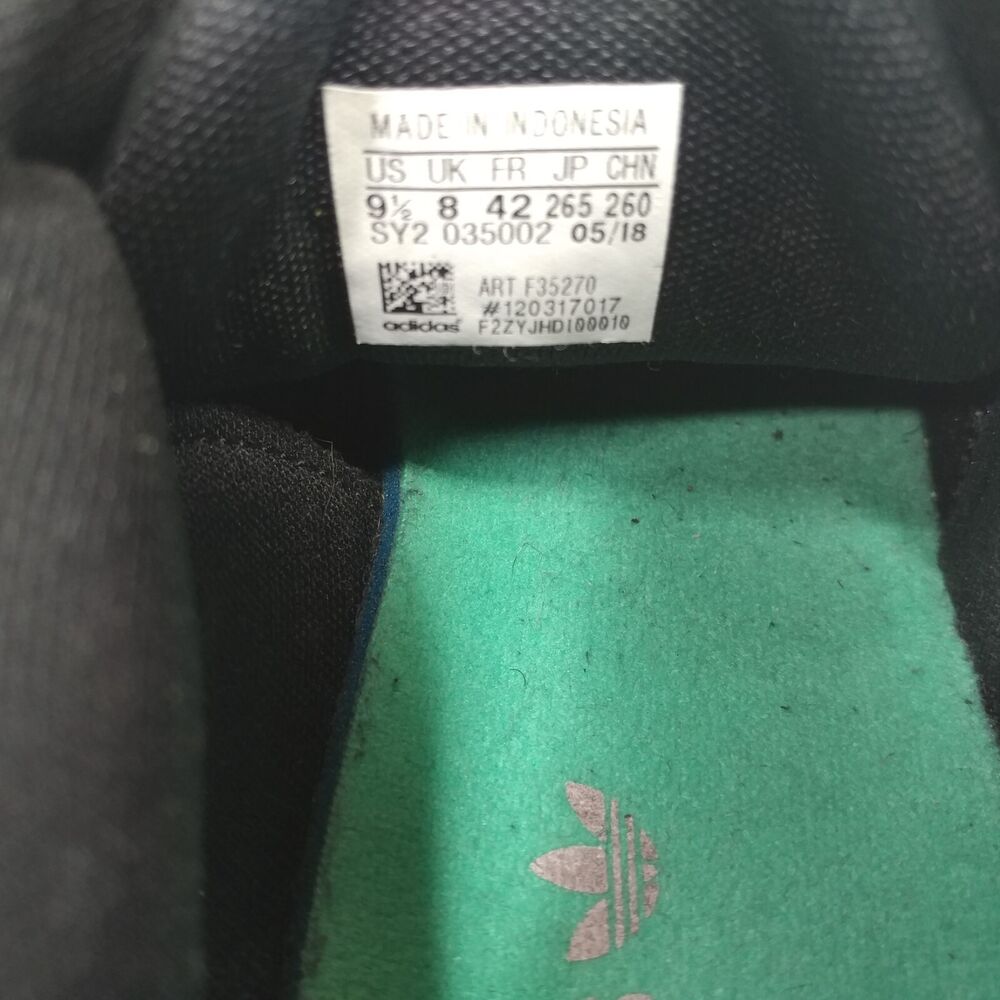 MADE IN INDONESIA
US UK FR JP CHN
9½ 8 42 265 260
SY2 035002 05/18
ART F35270
#120317017
adidas F2ZYJHDI00010